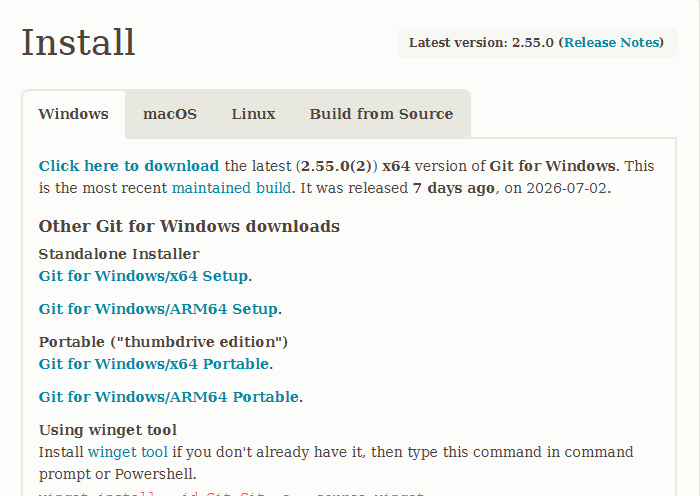 Install
Latest version: 2.55.0 (Release Notes)
Windows
macOS
Linux
Build from Source
Click here to download the latest (2.55.0(2)) x64 version of Git for Windows. This
is the most recent maintained build. It was released 7 days ago, on 2026-07-02.
Other Git for Windows downloads
Standalone Installer
Git for Windows/x64 Setup.
Git for Windows/ARM64 Setup.
Portable ("thumbdrive edition")
Git for Windows/x64 Portable.
Git for Windows/ARM64 Portable.
Using winget tool
Install winget tool if you don't already have it, then type this command in command
prompt or Powershell.